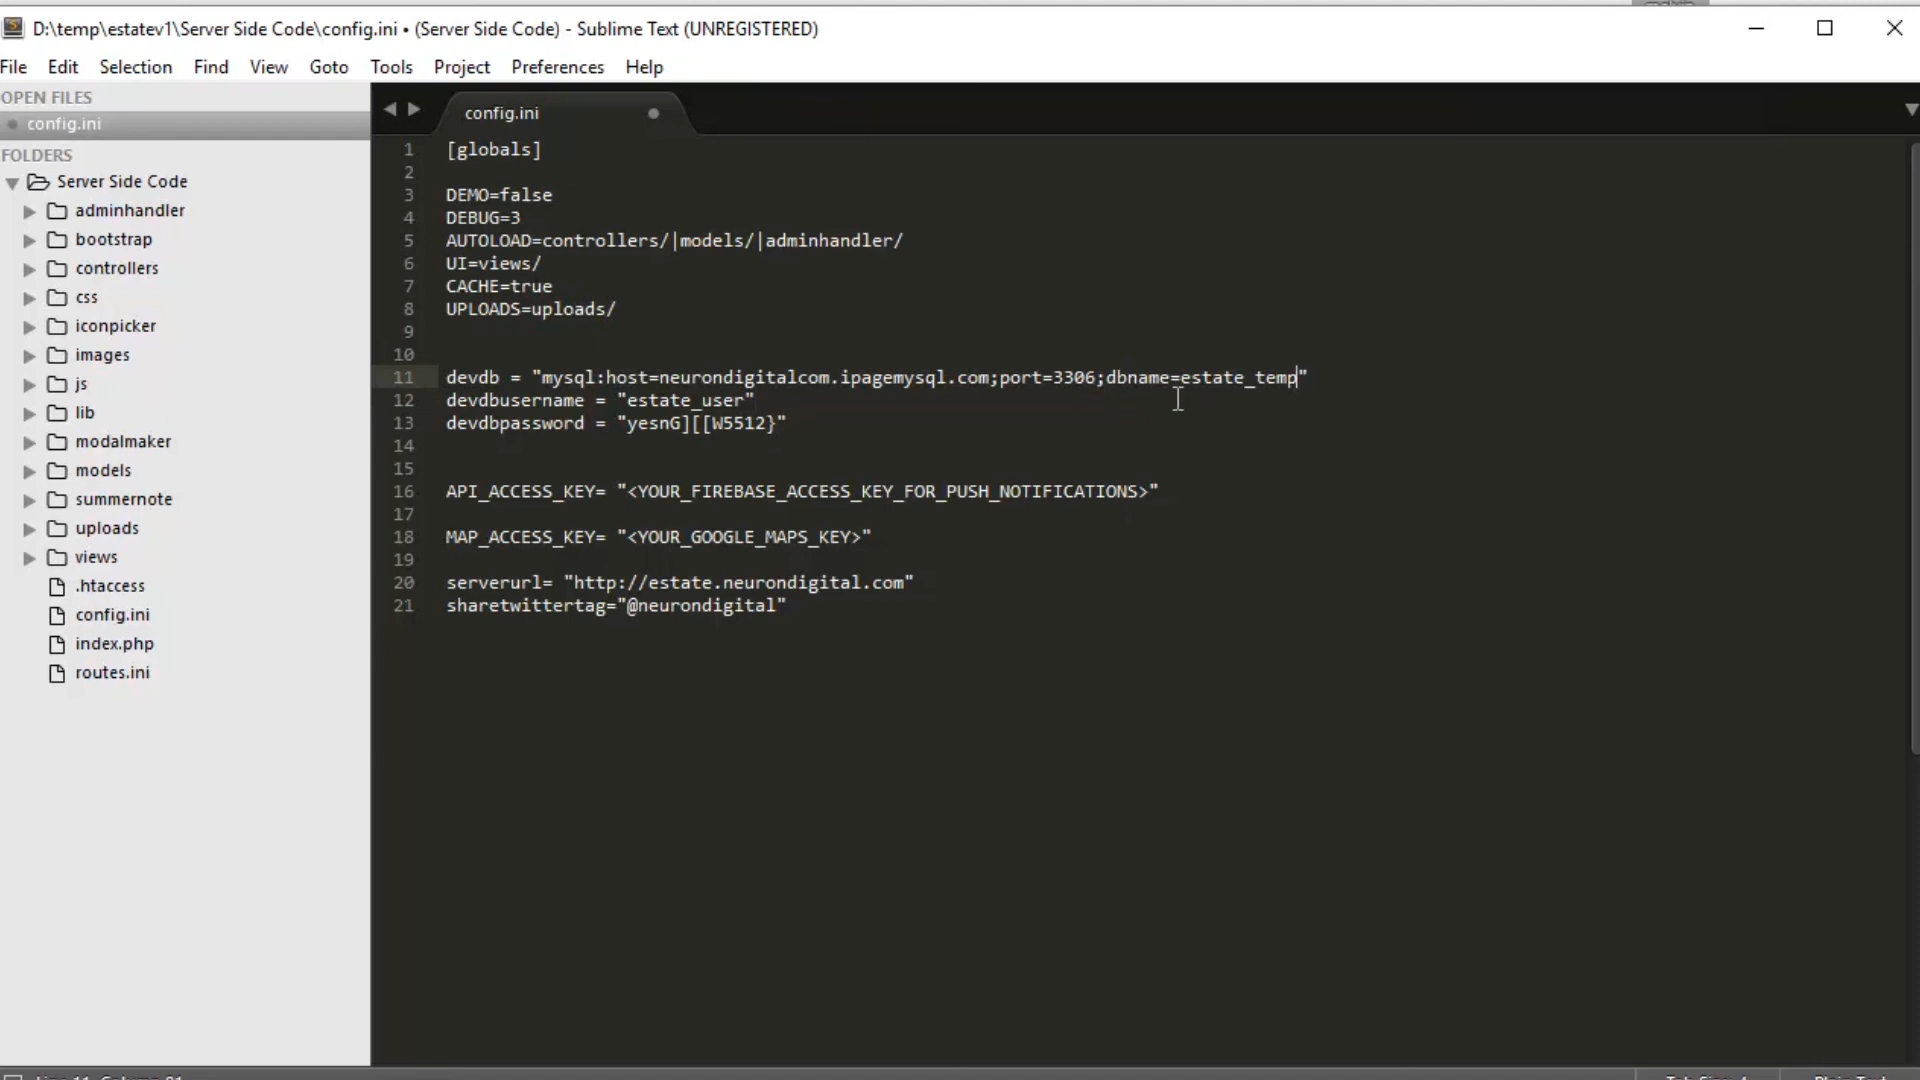 D:\temp\estatev1\Server Side Code\config.ini • (Server Side Code) - Sublime Text (UNREGISTERED)
File Edit Selection Find View Goto Tools Project Preferences Help
OPEN FILES
config.ini
FOLDERS
Server Side Code
adminhandler
bootstrap
controllers
css
iconpicker
images
js
lib
modalmaker
models
summernote
uploads
views
.htaccess
config.ini
index.php
routes.ini
config.ini
1 [globals]
2
3 DEMO=false
4 DEBUG=3
5 AUTOLOAD=controllers/|models/|adminhandler/
6 UI=views/
7 CACHE=true
8 UPLOADS=uploads/
9
10
11 devdb = "mysql:host=neurondigitalcom.ipagemysql.com;port=3306;dbname=estate_temp"
12 devdbusername = "estate_user"
13 devdbpassword = "yesnG][[W5512}"
14
15
16 API_ACCESS_KEY= "<YOUR_FIREBASE_ACCESS_KEY_FOR_PUSH_NOTIFICATIONS>"
17
18 MAP_ACCESS_KEY= "<YOUR_GOOGLE_MAPS_KEY>"
19
20 serverurl= "http://estate.neurondigital.com"
21 sharetwittertag="@neurondigital"